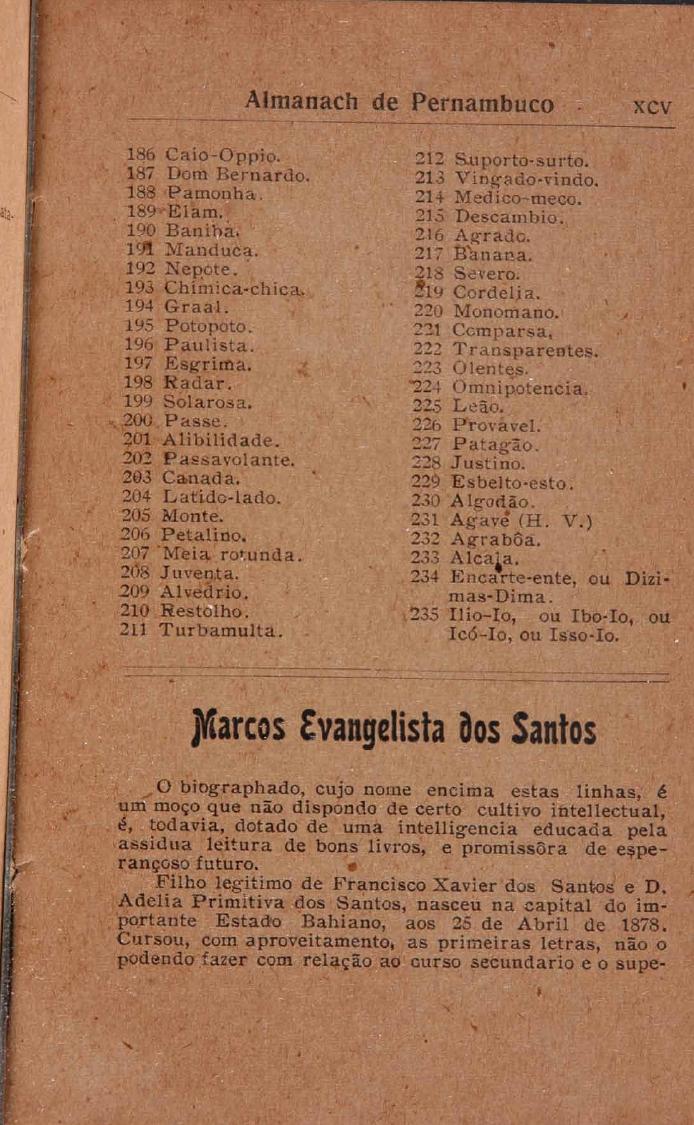 Almanach de Pernambuco XCV
186 Caio-Oppio.
187 Dom Bernardo.
188 Pamonha.
189 Elam.
190 Baniba.
191 Manduca.
192 Nepote.
193 Chimica-chica.
194 Graal.
195 Potopoto.
196 Paulista.
197 Esgrima.
198 Radar.
199 Solarosa.
200 Passe.
201 Alibilidade.
202 Passavolante.
203 Canada.
204 Latido-lado.
205 Monte.
206 Petalino.
207 Meia rotunda.
208 Juventa.
209 Alvedrio.
210 Restolho.
211 Turbamulta.
212 Suporto-surto.
213 Vingado-vindo.
214 Medico-meco.
215 Descambio.
216 Agrado.
217 Banana.
218 Severo.
219 Cordelia.
220 Monomano.
221 Comparsa,
222 Transparentes.
223 Olentes.
224 Omnipotencia.
225 Leão.
226 Provavel.
227 Patagão.
228 Justino.
229 Esbelto-esto.
230 Algodão.
231 Agave (H. V.)
232 Agrabôa.
233 Alcaja.
234 Encarte-ente, ou Dizi-
mas-Dima.
235 Ilio-Io, ou Ibo-Io, ou
Icó-Io, ou Isso-Io.
Marcos Evangelista dos Santos
O biographado, cujo nome encima estas linhas, é
um moço que não dispondo de certo cultivo intellectual,
é, todavia, dotado de uma intelligencia educada pela
assidua leitura de bons livros, e promissôra de espe-
rançoso futuro.
Filho legitimo de Francisco Xavier dos Santos e D.
Adelia Primitiva dos Santos, nasceu na capital do im-
portante Estado Bahiano, aos 25 de Abril de 1878.
Cursou, com aproveitamento, as primeiras letras, não o
podendo fazer com relação ao curso secundario e o supe-